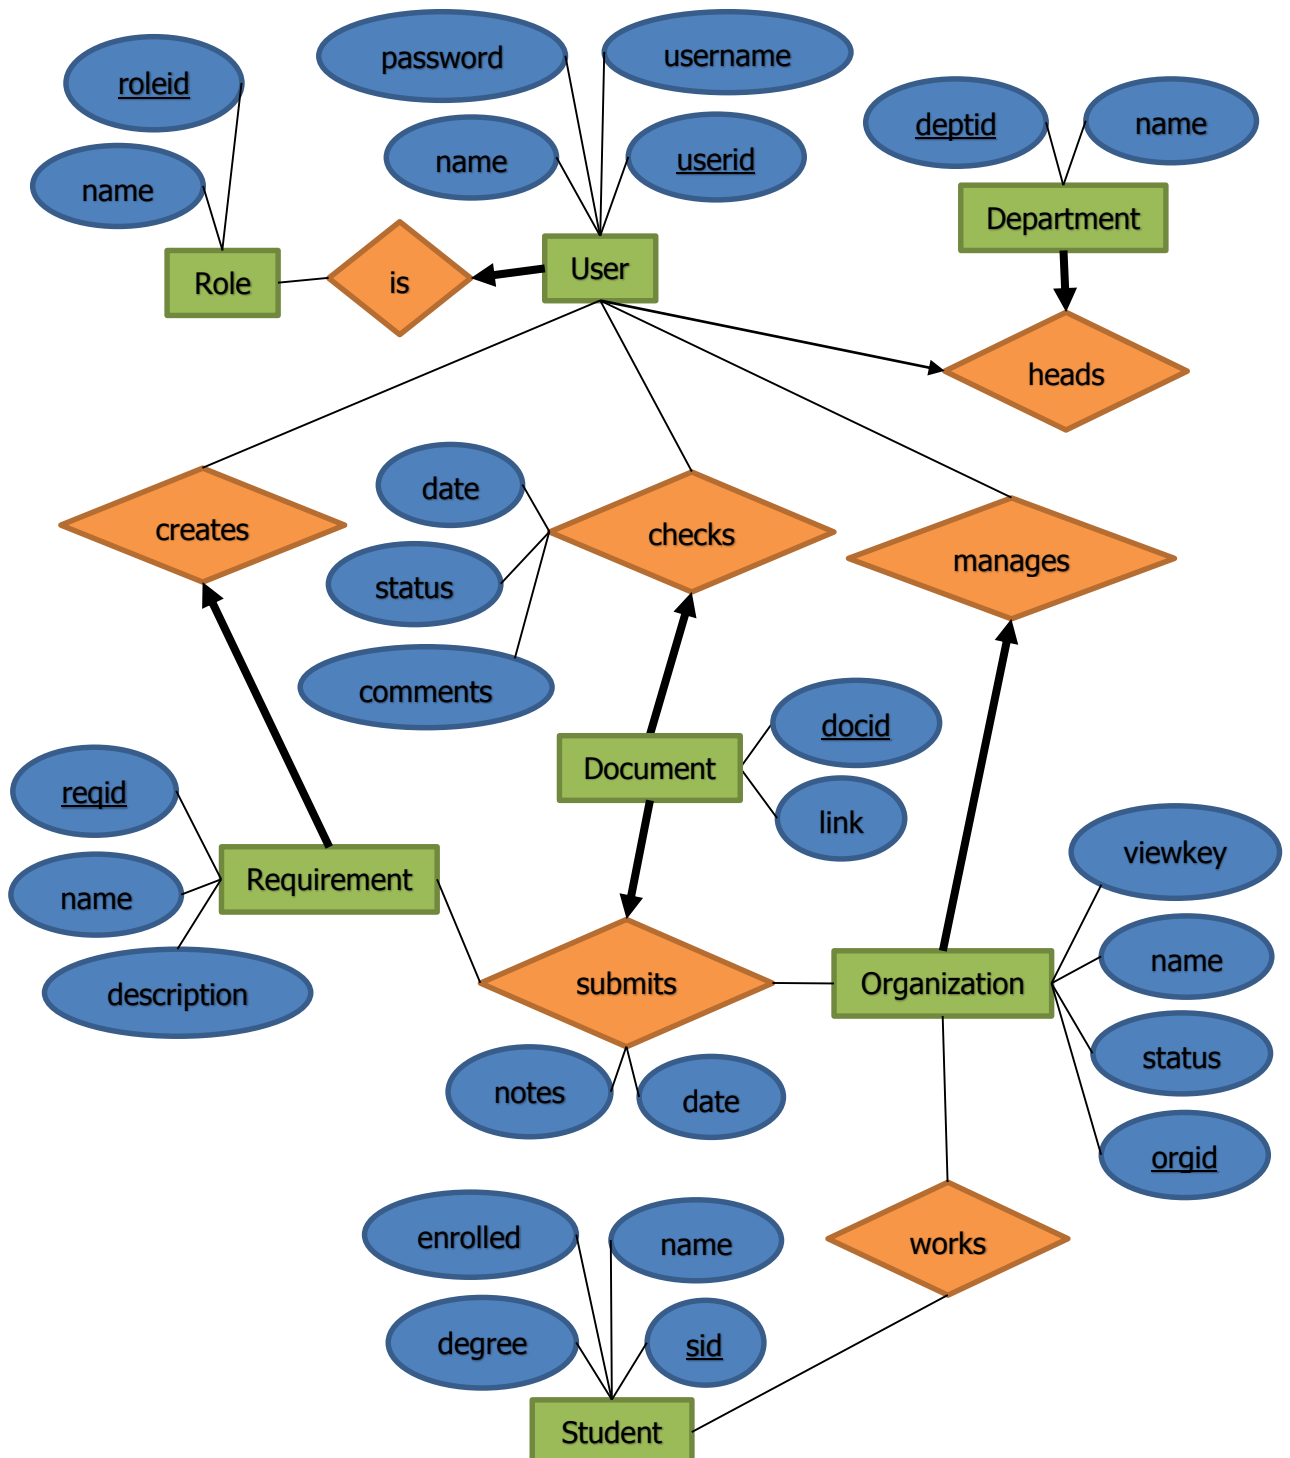 password
username
roleid
deptid
name
name
userid
name
Department
User
Role
is
heads
date
creates
checks
manages
status
comments
docid
Document
reqid
link
viewkey
Requirement
name
name
submits
Organization
description
status
notes
date
orgid
enrolled
name
works
degree
sid
Student